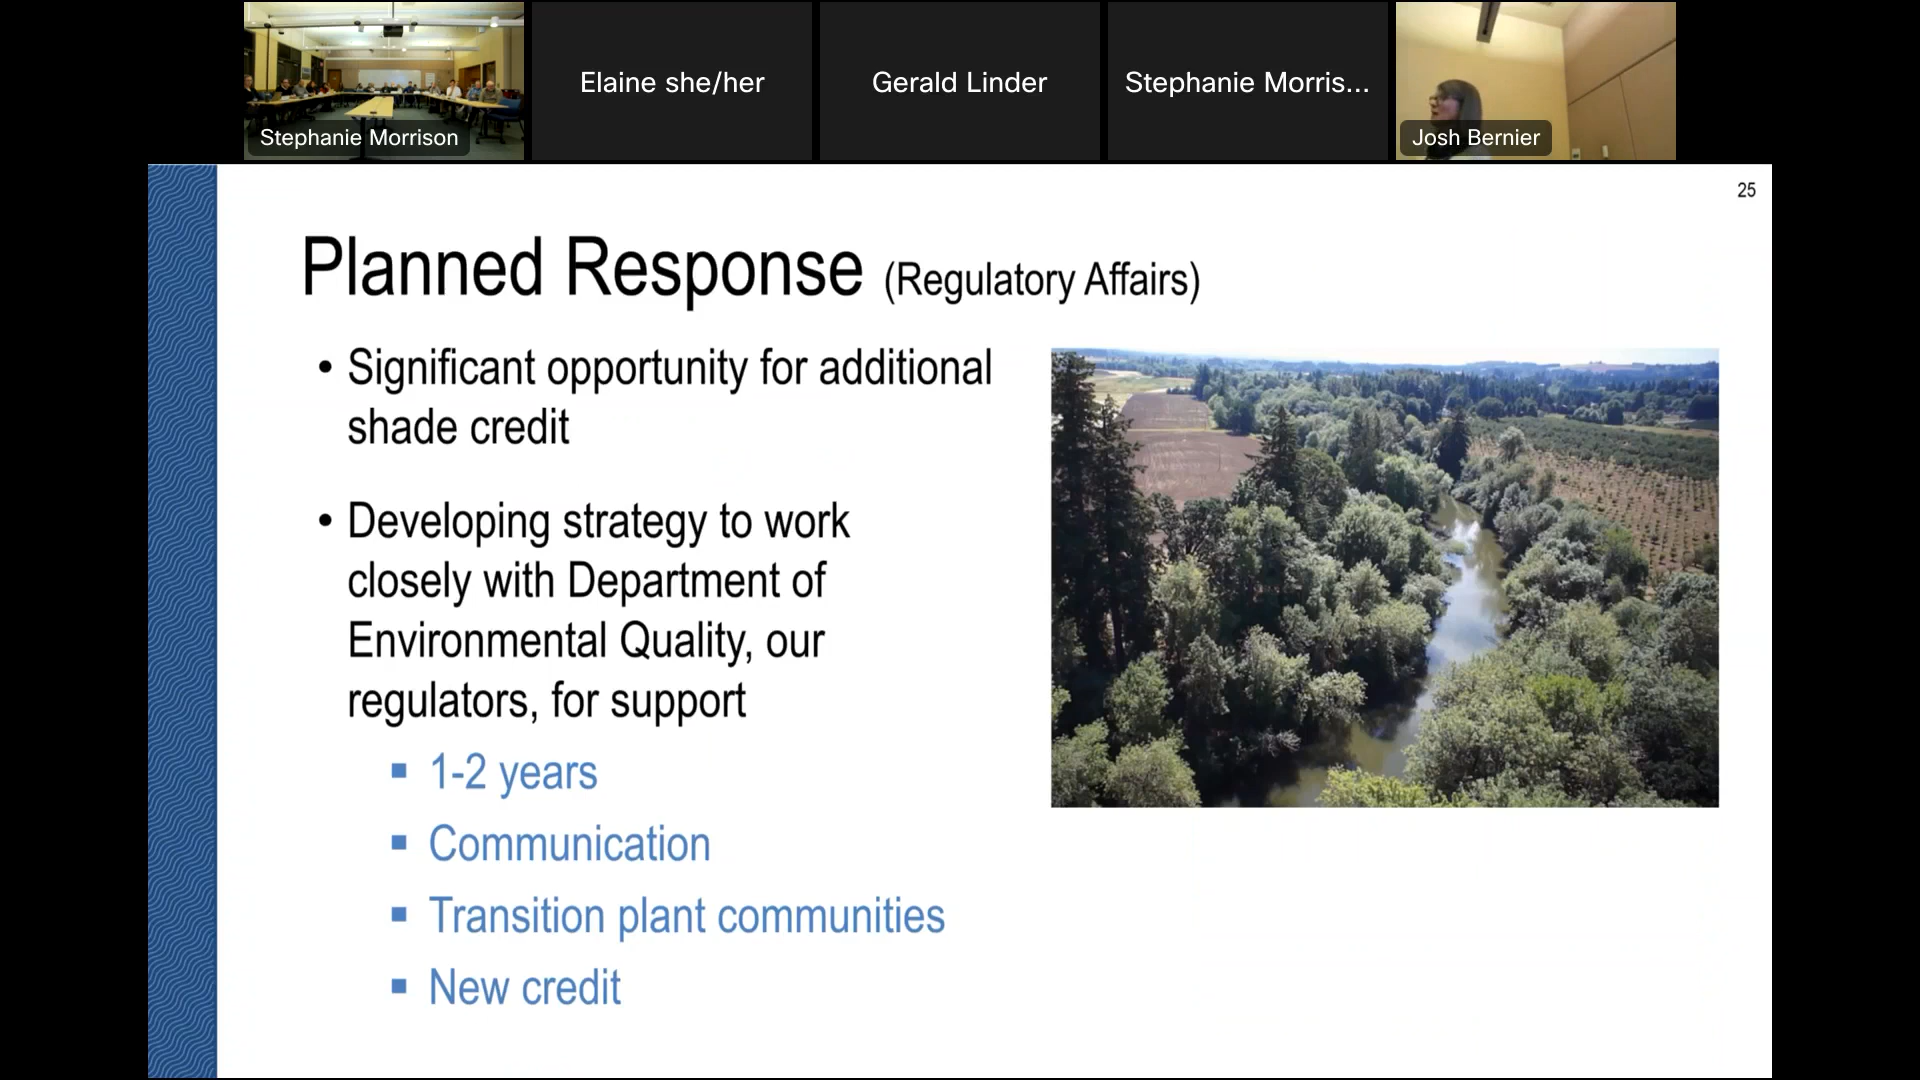 Stephanie Morrison
Elaine she/her
Gerald Linder
Stephanie Morris...
Josh Bernier
25
Planned Response (Regulatory Affairs)
• Significant opportunity for additional
shade credit
• Developing strategy to work
closely with Department of
Environmental Quality, our
regulators, for support
▪ 1-2 years
▪ Communication
▪ Transition plant communities
▪ New credit